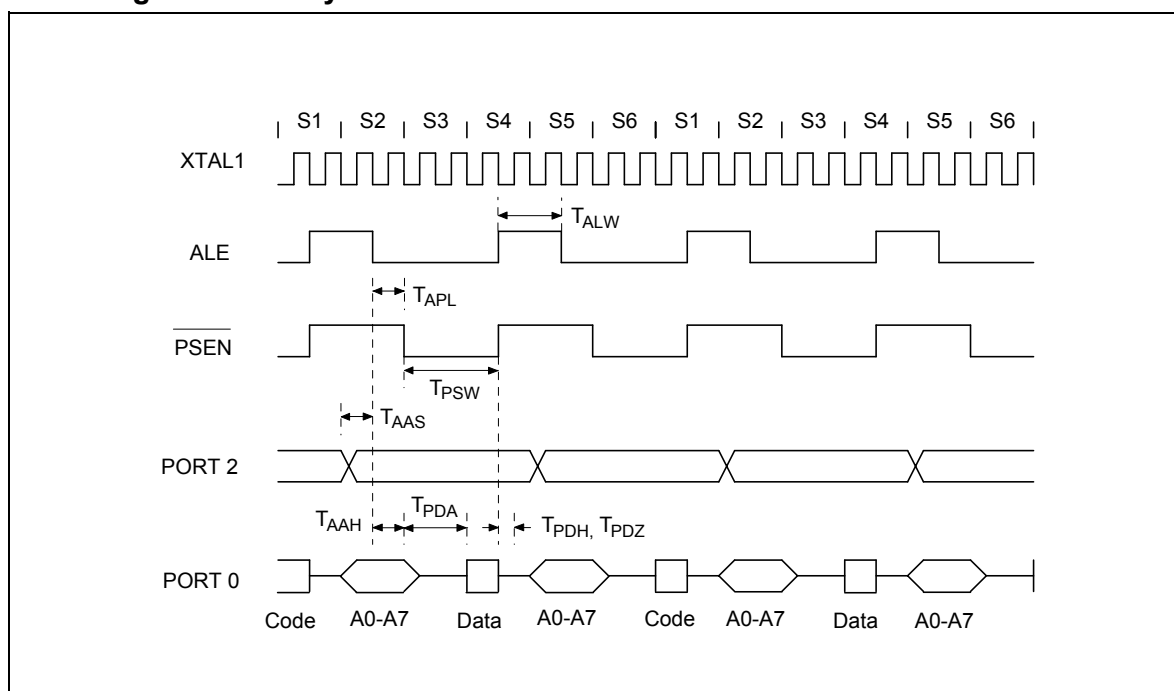 S1 S2 S3 S4 S5 S6 S1 S2 S3 S4 S5 S6
XTAL1
TALW
ALE
TAPL
PSEN
TPSW
TAAS
PORT 2
TAAH TPDA TPDH, TPDZ
PORT 0
Code A0-A7 Data A0-A7 Code A0-A7 Data A0-A7